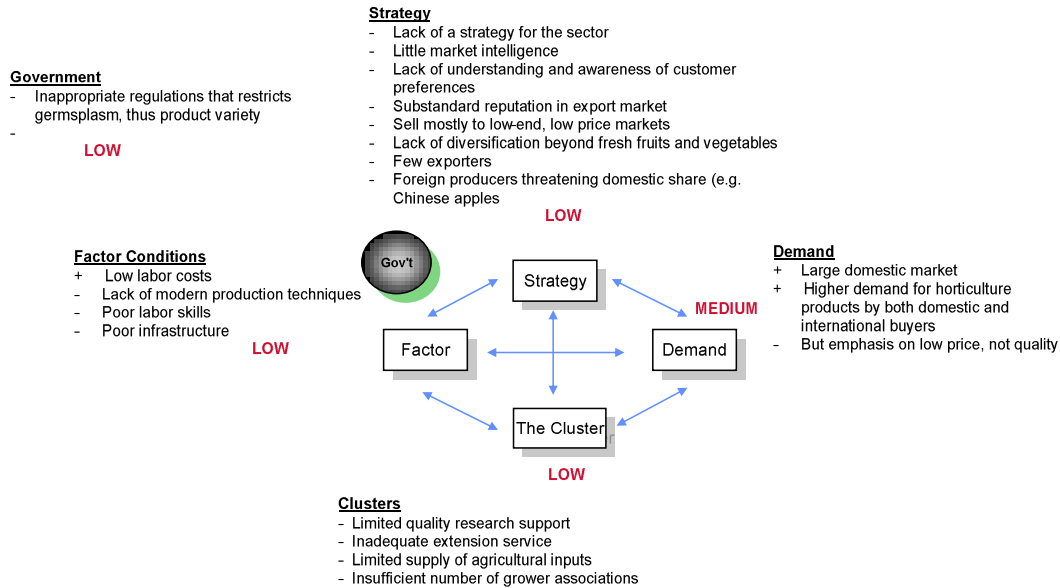 Strategy
- Lack of a strategy for the sector
- Little market intelligence
- Lack of understanding and awareness of customer
preferences
- Substandard reputation in export market
- Sell mostly to low-end, low price markets
- Lack of diversification beyond fresh fruits and vegetables
- Few exporters
- Foreign producers threatening domestic share (e.g.
Chinese apples
LOW
Government
- Inappropriate regulations that restricts
germsplasm, thus product variety
-
LOW
Factor Conditions
+ Low labor costs
- Lack of modern production techniques
- Poor labor skills
- Poor infrastructure
LOW
Gov't
Strategy
Factor
Demand
The Cluster
r
MEDIUM
Demand
+ Large domestic market
+ Higher demand for horticulture
products by both domestic and
international buyers
- But emphasis on low price, not quality
LOW
Clusters
- Limited quality research support
- Inadequate extension service
- Limited supply of agricultural inputs
- Insufficient number of grower associations